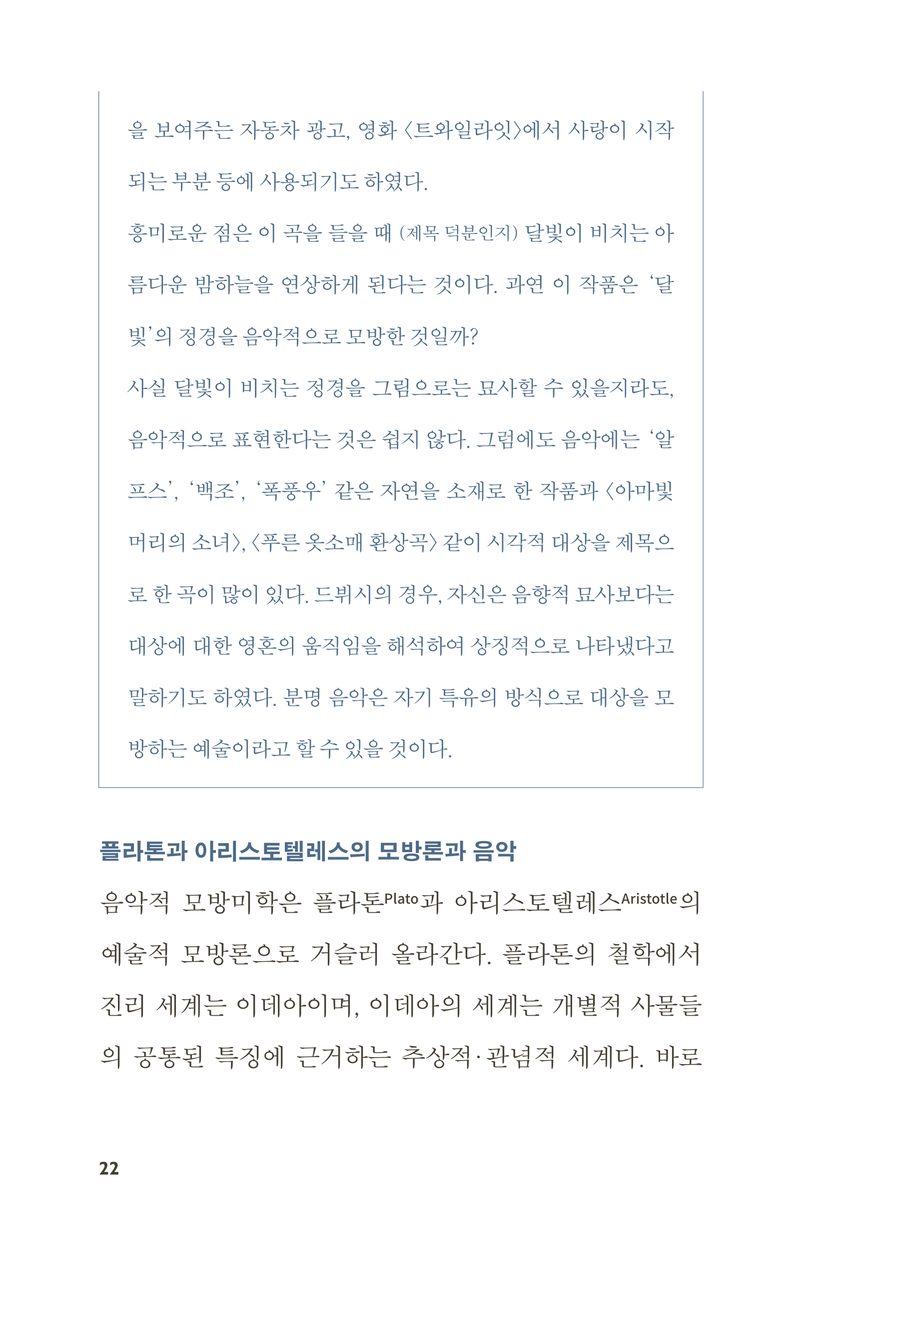 을 보여주는 자동차 광고, 영화 〈트와일라잇〉에서 사랑이 시작
되는 부분 등에 사용되기도 하였다.
흥미로운 점은 이 곡을 들을 때 (제목 덕분인지) 달빛이 비치는 아
름다운 밤하늘을 연상하게 된다는 것이다. 과연 이 작품은 ‘달
빛’의 정경을 음악적으로 모방한 것일까?
사실 달빛이 비치는 정경을 그림으로는 묘사할 수 있을지라도,
음악적으로 표현한다는 것은 쉽지 않다. 그럼에도 음악에는 ‘알
프스’, ‘백조’, ‘폭풍우’ 같은 자연을 소재로 한 작품과 〈아마빛
머리의 소녀〉, 〈푸른 옷소매 환상곡〉 같이 시각적 대상을 제목으
로 한 곡이 많이 있다. 드뷔시의 경우, 자신은 음향적 묘사보다는
대상에 대한 영혼의 움직임을 해석하여 상징적으로 나타냈다고
말하기도 하였다. 분명 음악은 자기 특유의 방식으로 대상을 모
방하는 예술이라고 할 수 있을 것이다.
플라톤과 아리스토텔레스의 모방론과 음악
음악적 모방미학은 플라톤Plato과 아리스토텔레스Aristotle의
예술적 모방론으로 거슬러 올라간다. 플라톤의 철학에서
진리 세계는 이데아이며, 이데아의 세계는 개별적 사물들
의 공통된 특징에 근거하는 추상적·관념적 세계다. 바로
22